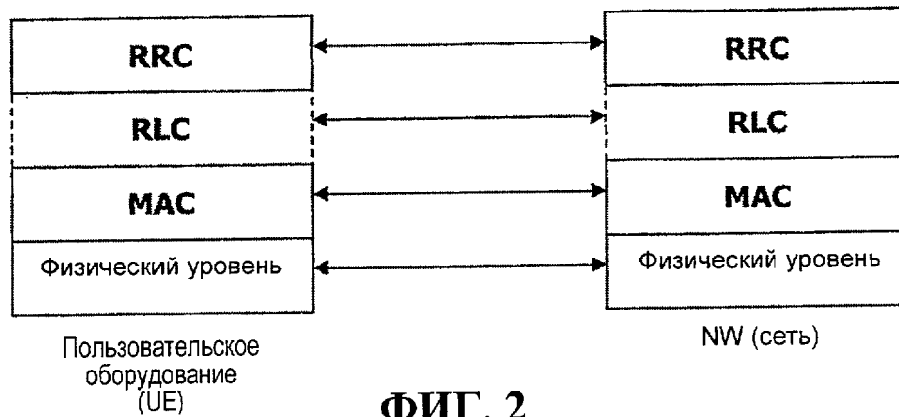 RRC
RLC
MAC
Физический уровень
Пользовательское
оборудование
(UE)
RRC
RLC
MAC
Физический уровень
NW (сеть)
ФИГ. 2